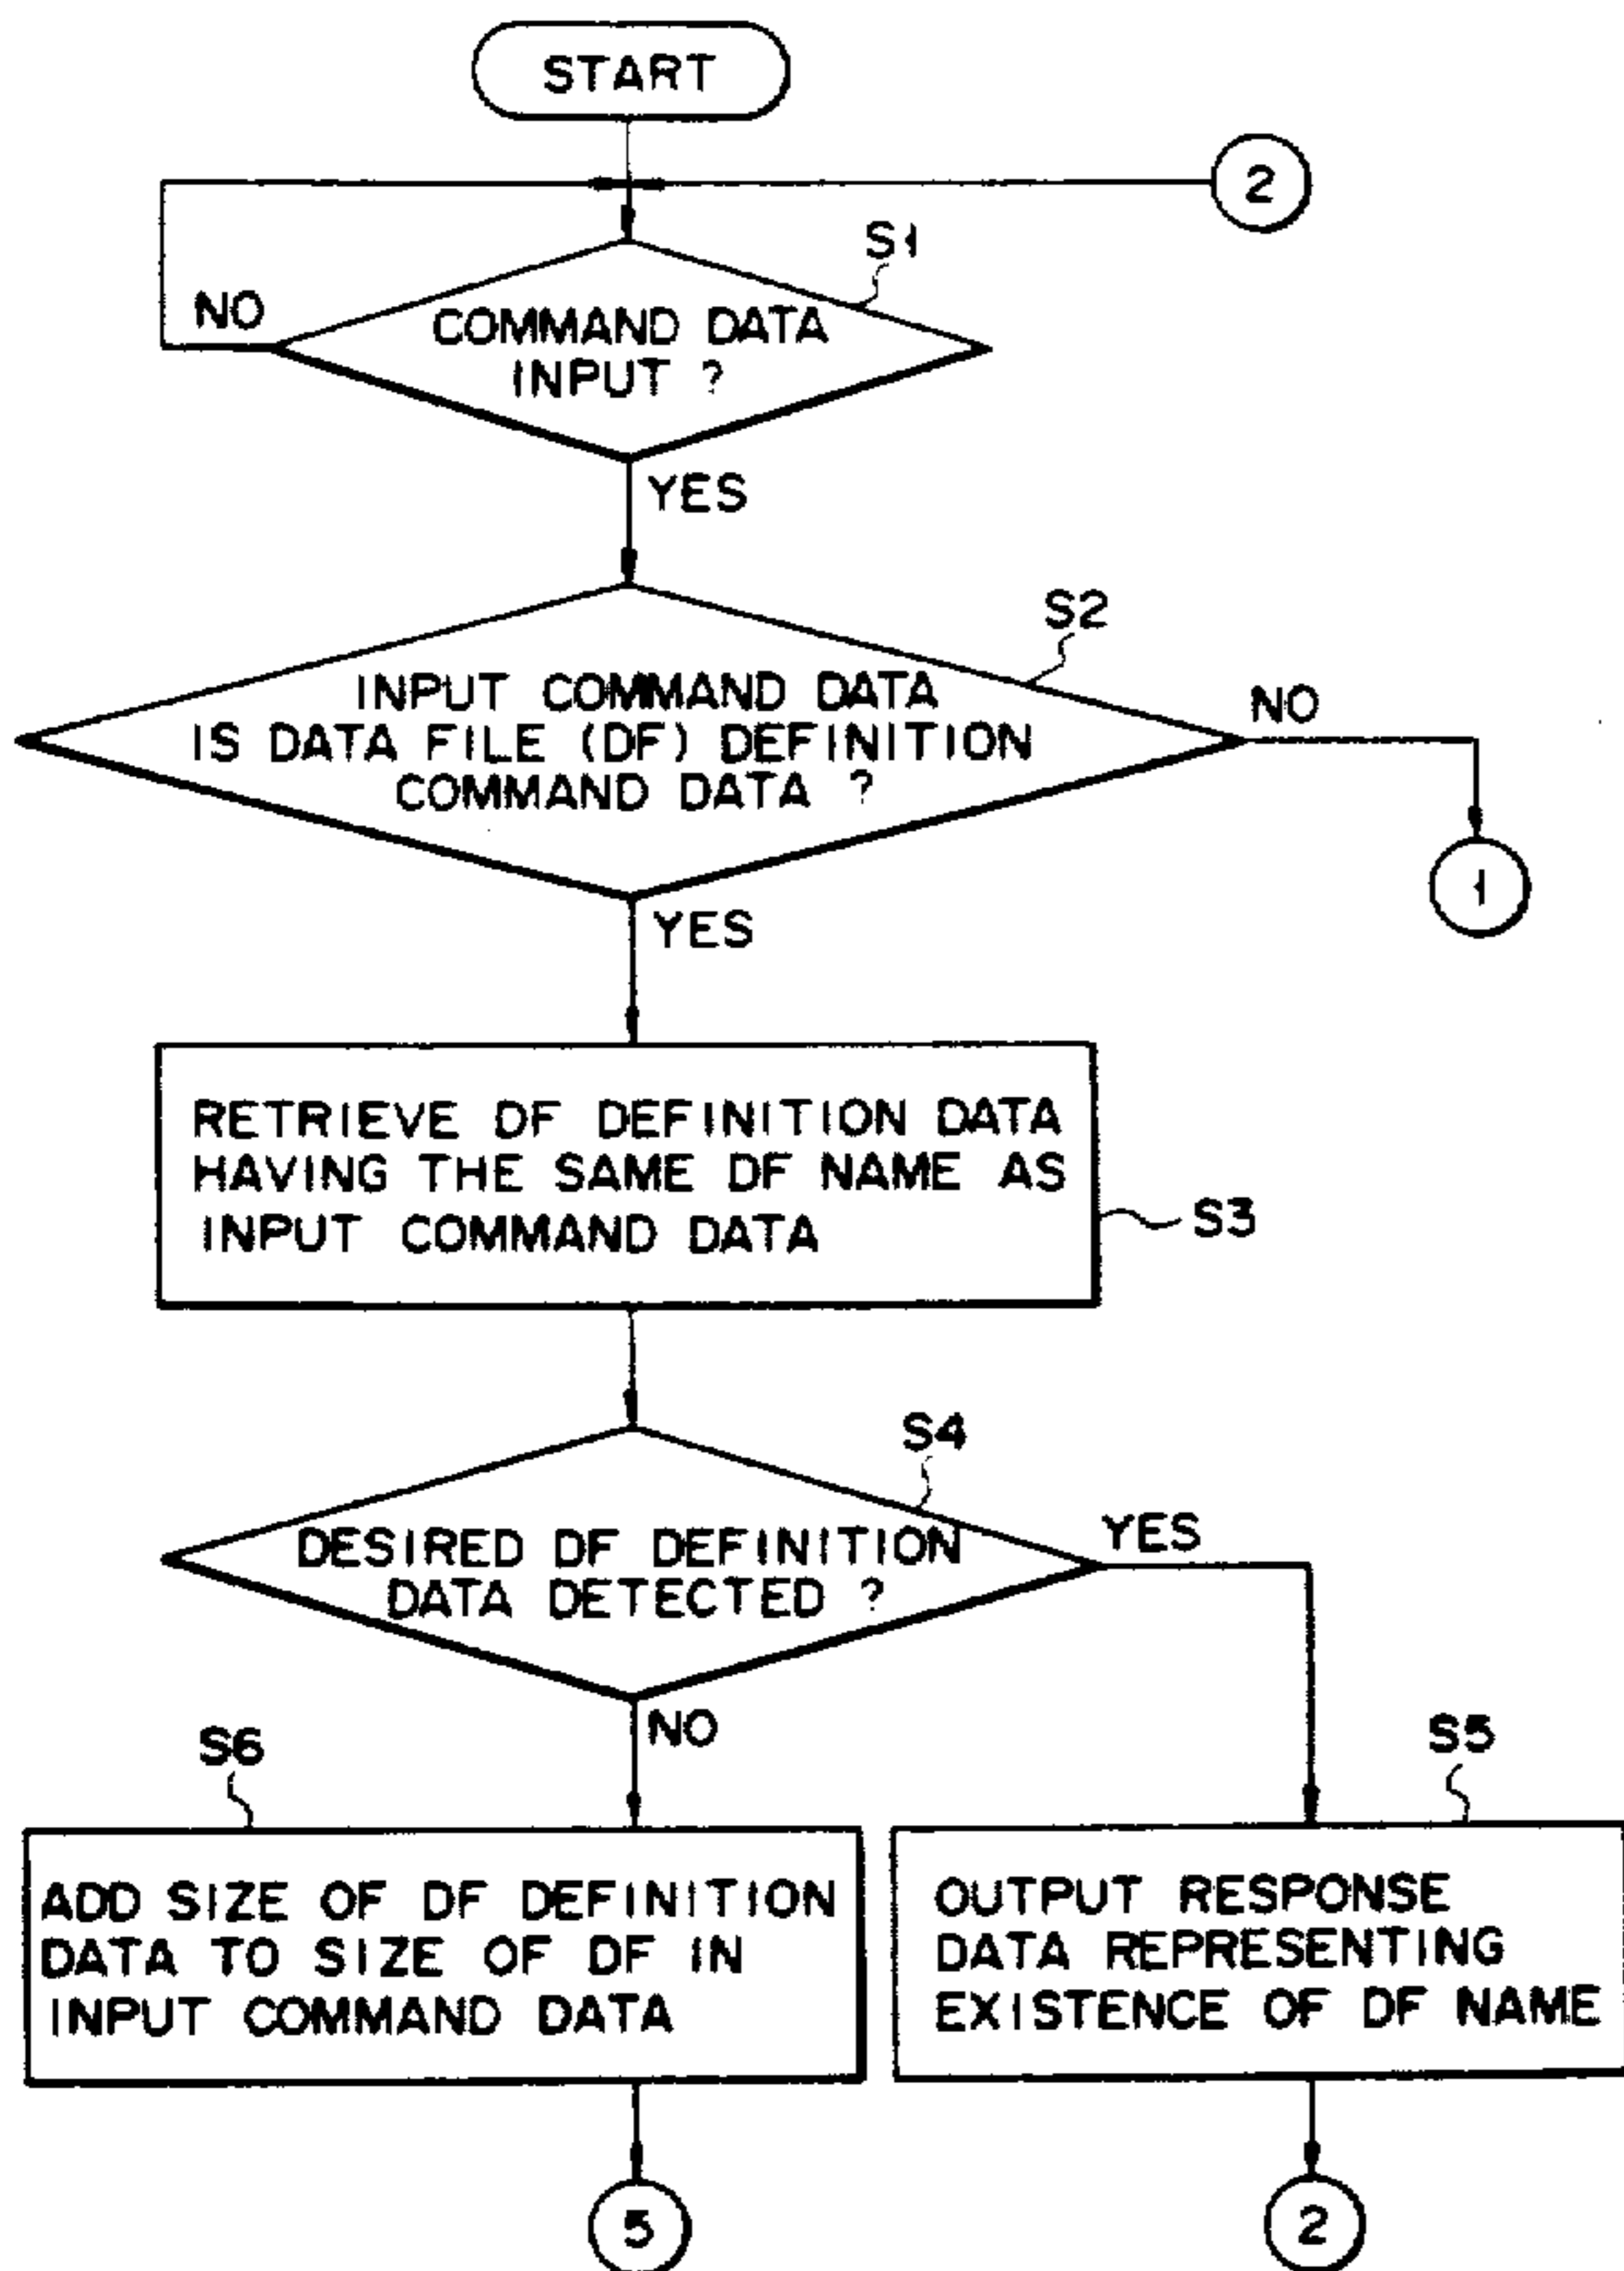 START
2
S1
NO
COMMAND DATA
INPUT ?
YES
S2
INPUT COMMAND DATA
IS DATA FILE (DF) DEFINITION
COMMAND DATA ?
NO
1
YES
RETRIEVE DF DEFINITION DATA
HAVING THE SAME DF NAME AS
INPUT COMMAND DATA
S3
S4
DESIRED DF DEFINITION
DATA DETECTED ?
YES
NO
S6
S5
ADD SIZE OF DF DEFINITION
DATA TO SIZE OF DF IN
INPUT COMMAND DATA
OUTPUT RESPONSE
DATA REPRESENTING
EXISTENCE OF DF NAME
5
2